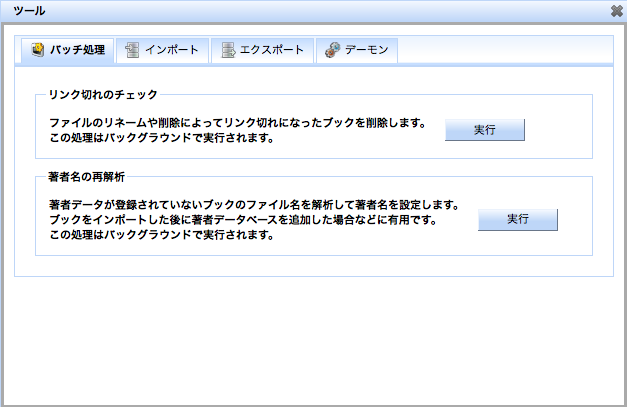 ツール
バッチ処理
インポート
エクスポート
デーモン
リンク切れのチェック
ファイルのリネームや削除によってリンク切れになったブックを削除します。
この処理はバックグラウンドで実行されます。
実行
著者名の再解析
著者データが登録されていないブックのファイル名を解析して著者名を設定します。
ブックをインポートした後に著者データベースを追加した場合などに有用です。
この処理はバックグラウンドで実行されます。
実行